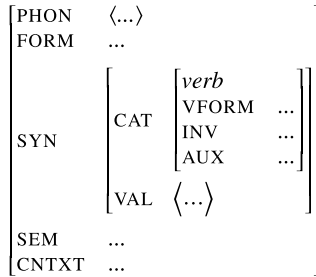 PHON ⟨...⟩
FORM ...
SYN
CAT
verb
VFORM ...
INV ...
AUX ...
VAL ⟨...⟩
SEM ...
CNTXT ...